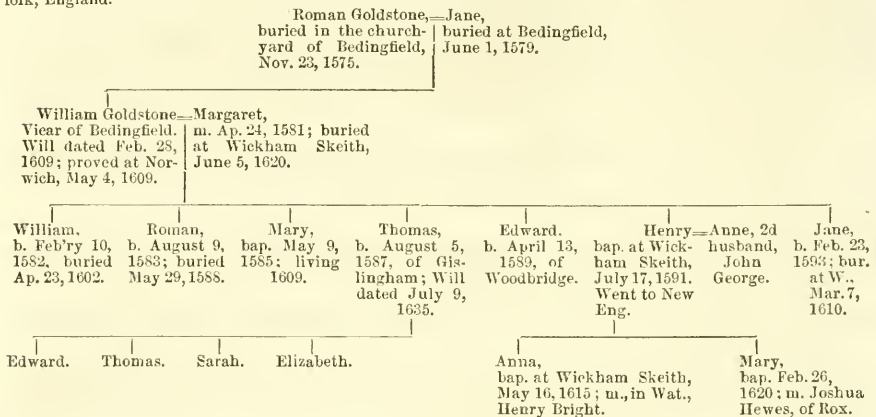 folk, England.
Roman Goldstone,=Jane,
buried in the church- buried at Bedingfield,
yard of Bedingfield, June 1, 1579.
Nov. 23, 1575.
William Goldstone=Margaret,
Vicar of Bedingfield. m. Ap. 24, 1581; buried
Will dated Feb. 28, at Wickham Skeith,
1609; proved at Nor- June 5, 1620.
wich, May 4, 1609.
William,
b. Feb'ry 10,
1582, buried
Ap. 23, 1602.
Roman,
b. August 9,
1583; buried
May 29, 1588.
Mary,
bap. May 9,
1585; living
1609.
Thomas,
b. August 5,
1587, of Gis-
lingham; Will
dated July 9,
1635.
Edward.
b. April 13,
1589, of
Woodbridge.
Henry=Anne, 2d
bap. at Wick- husband,
ham Skeith, John
July 17, 1591. George.
Went to New
Eng.
Jane,
b. Feb. 23,
1593; bur.
at W.,
Mar. 7,
1610.
Edward. Thomas. Sarah. Elizabeth.
Anna,
bap. at Wickham Skeith,
May 16, 1615; m., in Wat.,
Henry Bright.
Mary,
bap. Feb. 26,
1620; m. Joshua
Hewes, of Rox.